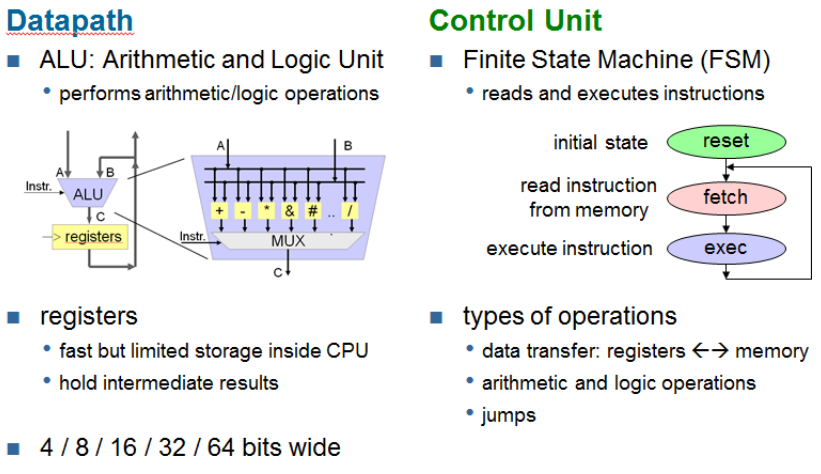 Datapath
ALU: Arithmetic and Logic Unit
performs arithmetic/logic operations
A
B
Instr.
ALU
C
registers
A
B
+ - * & # .. /
Instr.
MUX
C
registers
fast but limited storage inside CPU
hold intermediate results
4 / 8 / 16 / 32 / 64 bits wide
Control Unit
Finite State Machine (FSM)
reads and executes instructions
initial state
reset
read instruction
from memory
fetch
execute instruction
exec
types of operations
data transfer: registers ←→ memory
arithmetic and logic operations
jumps